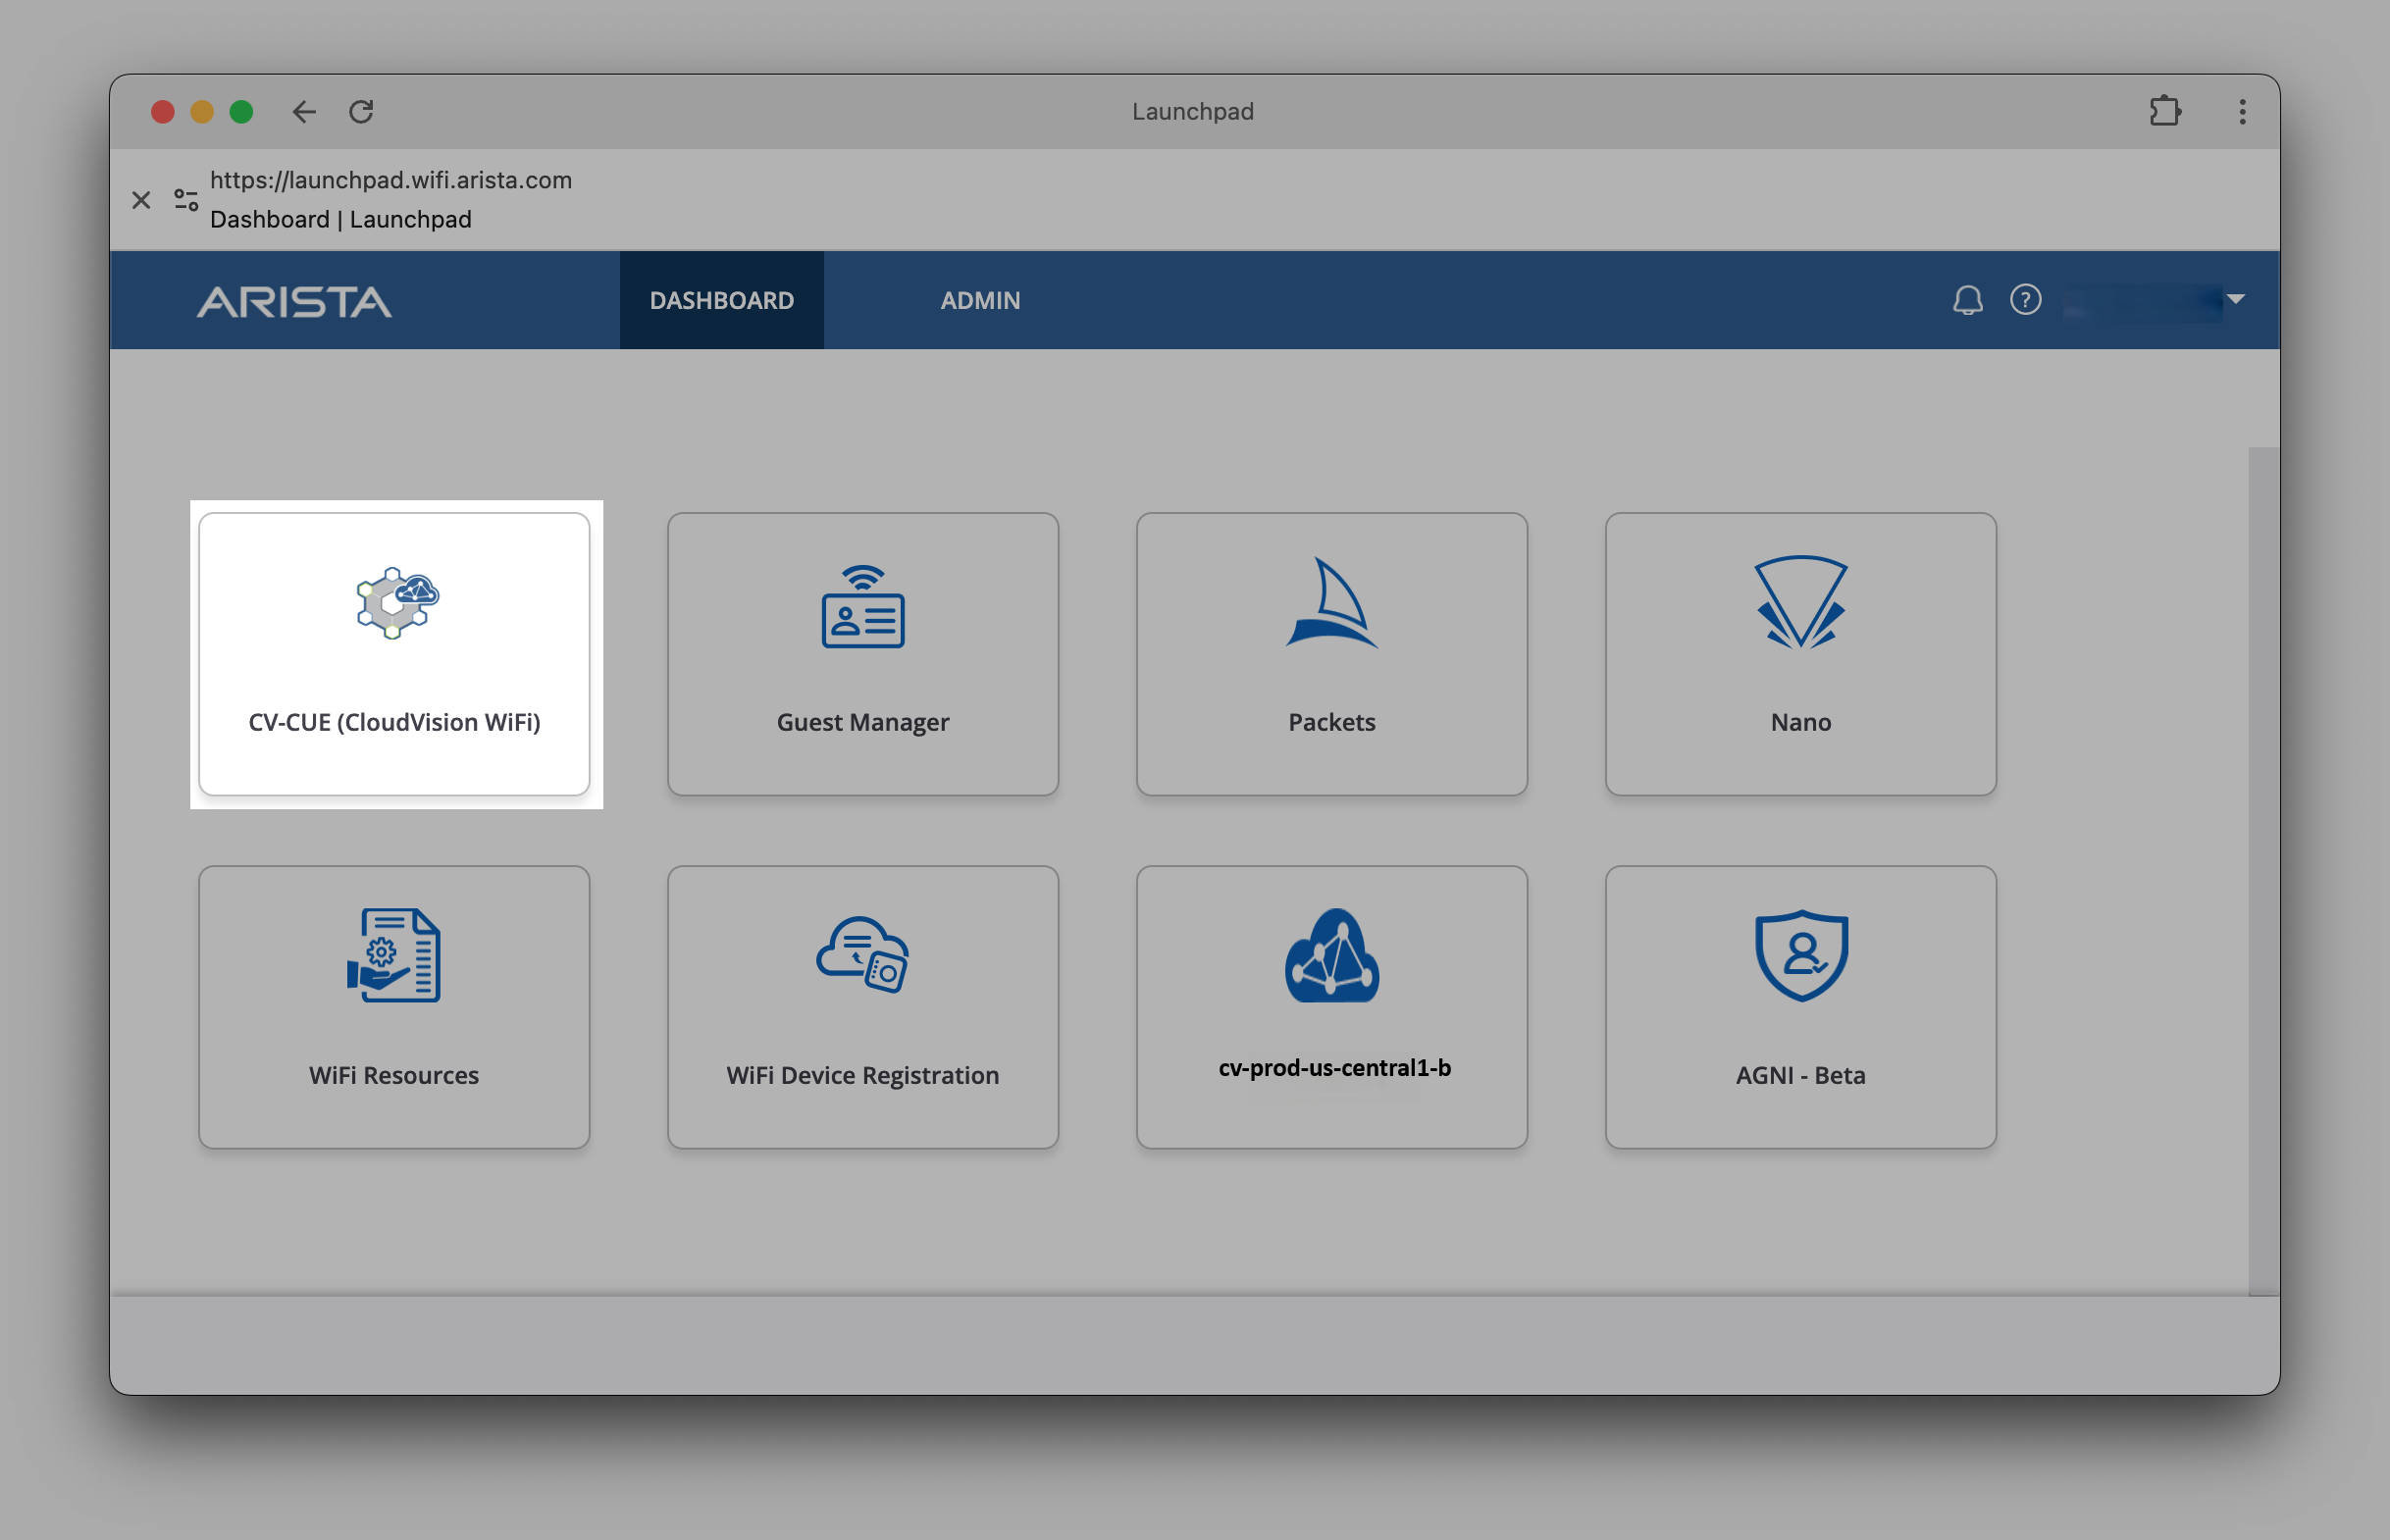 Launchpad
https://launchpad.wifi.arista.com
Dashboard | Launchpad
ARISTA
DASHBOARD
ADMIN
?
CV-CUE (CloudVision WiFi)
Guest Manager
Packets
Nano
WiFi Resources
WiFi Device Registration
cv-prod-us-central1-b
AGNI - Beta